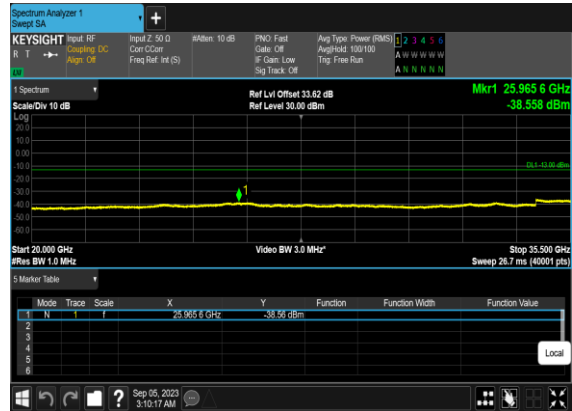 Spectrum Analyzer 1
Swept SA
+
KEYSIGHT Input: RF Input Z: 50 Ω #Atten: 10 dB PNO: Fast Avg Type: Power (RMS) 1 2 3 4 5 6
R T Coupling: DC Corr CCorr Gate: Off Avg|Hold: 100/100 A W W W W W
Align: Off Freq Ref: Int (S) IF Gain: Low Trig: Free Run
Sig Track: Off A N N N N N
1 Spectrum Ref Lvl Offset 33.62 dB Mkr1 25.965 6 GHz
Scale/Div 10 dB Ref Level 30.00 dBm -38.558 dBm
Log
20.0
10.0
0.00
-10.0 DL1 -13.00 dBm
-20.0
-30.0 1
-40.0
-50.0
-60.0
Start 20.000 GHz Video BW 3.0 MHz* Stop 35.500 GHz
#Res BW 1.0 MHz Sweep 26.7 ms (40001 pts)
5 Marker Table
Mode Trace Scale X Y Function Function Width Function Value
1 N 1 f 25.965 6 GHz -38.56 dBm
2
3
4
5
6
Local
? Sep 05, 2023
3:10:17 AM